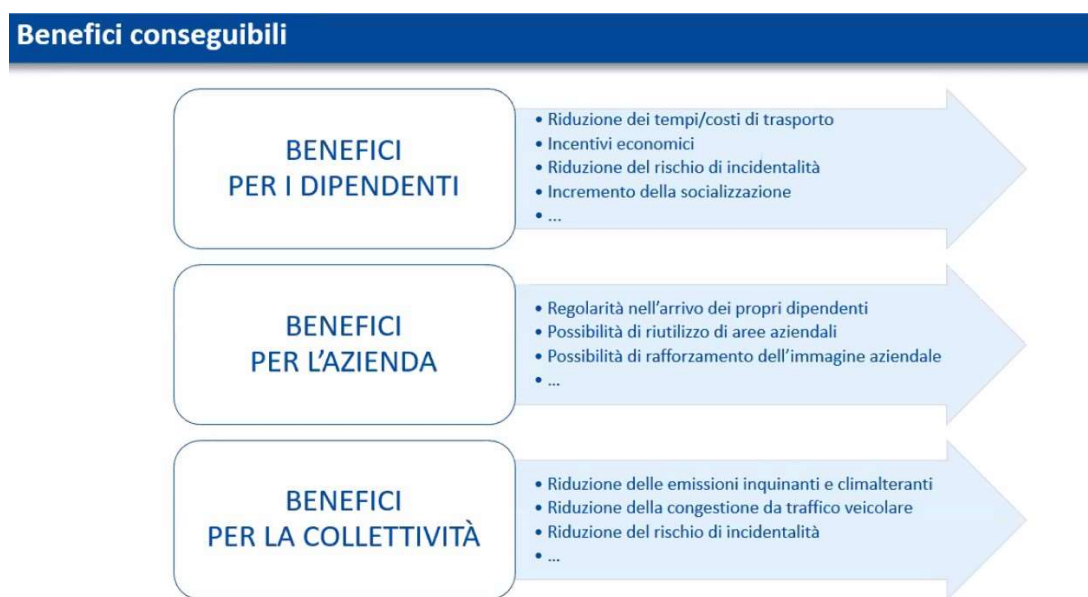 Benefici conseguibili
BENEFICI
PER I DIPENDENTI
• Riduzione dei tempi/costi di trasporto
• Incentivi economici
• Riduzione del rischio di incidentalità
• Incremento della socializzazione
• ...
BENEFICI
PER L'AZIENDA
• Regolarità nell'arrivo dei propri dipendenti
• Possibilità di riutilizzo di aree aziendali
• Possibilità di rafforzamento dell'immagine aziendale
• ...
BENEFICI
PER LA COLLETTIVITÀ
• Riduzione delle emissioni inquinanti e climalteranti
• Riduzione della congestione da traffico veicolare
• Riduzione del rischio di incidentalità
• ...